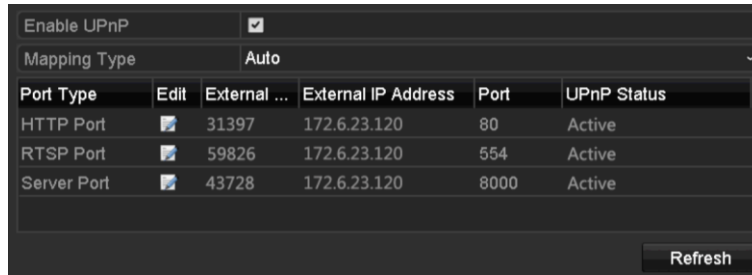 Enable UPnP
Mapping Type Auto
Port Type Edit External ... External IP Address Port UPnP Status
HTTP Port 31397 172.6.23.120 80 Active
RTSP Port 59826 172.6.23.120 554 Active
Server Port 43728 172.6.23.120 8000 Active
Refresh